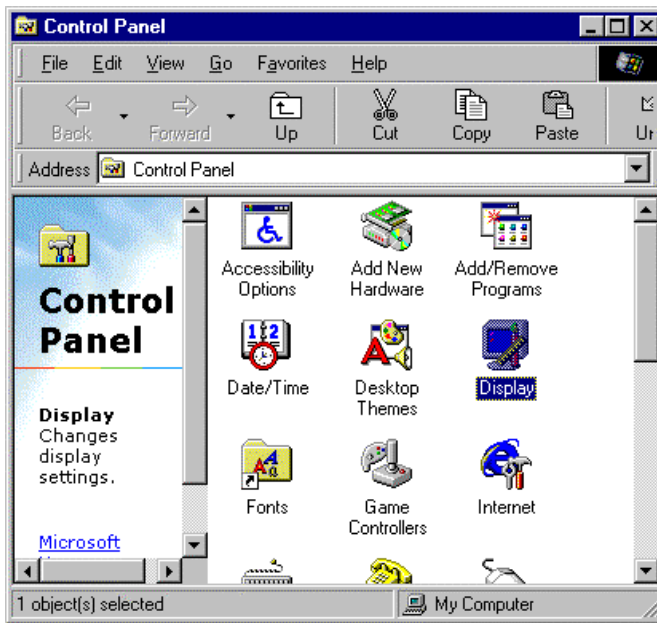 Control Panel
File Edit View Go Favorites Help
Back Forward Up Cut Copy Paste
Address Control Panel
Control
Panel
Display
Changes
display
settings.
Microsoft
Accessibility
Options
Add New
Hardware
Add/Remove
Programs
Date/Time
Desktop
Themes
Display
Fonts
Game
Controllers
Internet
1 object(s) selected
My Computer